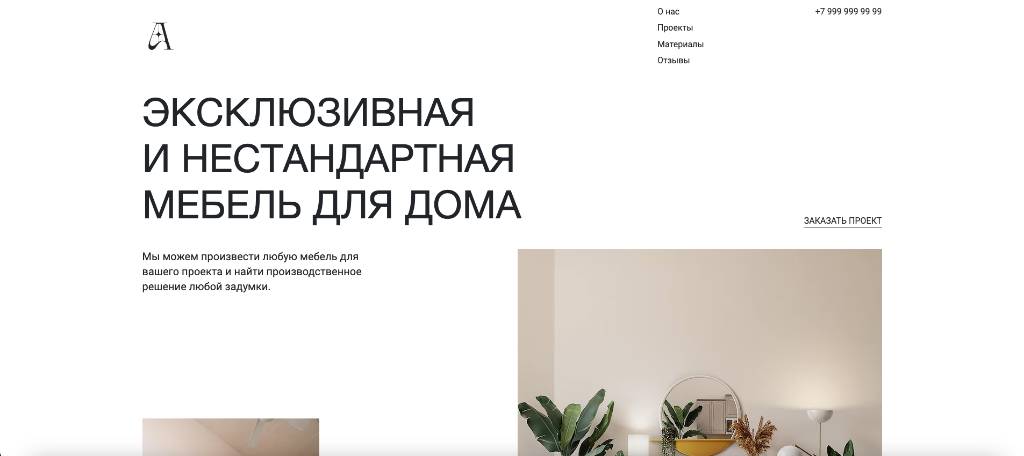 A
О нас
Проекты
Материалы
Отзывы
+7 999 999 99 99
ЭКСКЛЮЗИВНАЯ
И НЕСТАНДАРТНАЯ
МЕБЕЛЬ ДЛЯ ДОМА
ЗАКАЗАТЬ ПРОЕКТ
Мы можем произвести любую мебель для
вашего проекта и найти производственное
решение любой задумки.